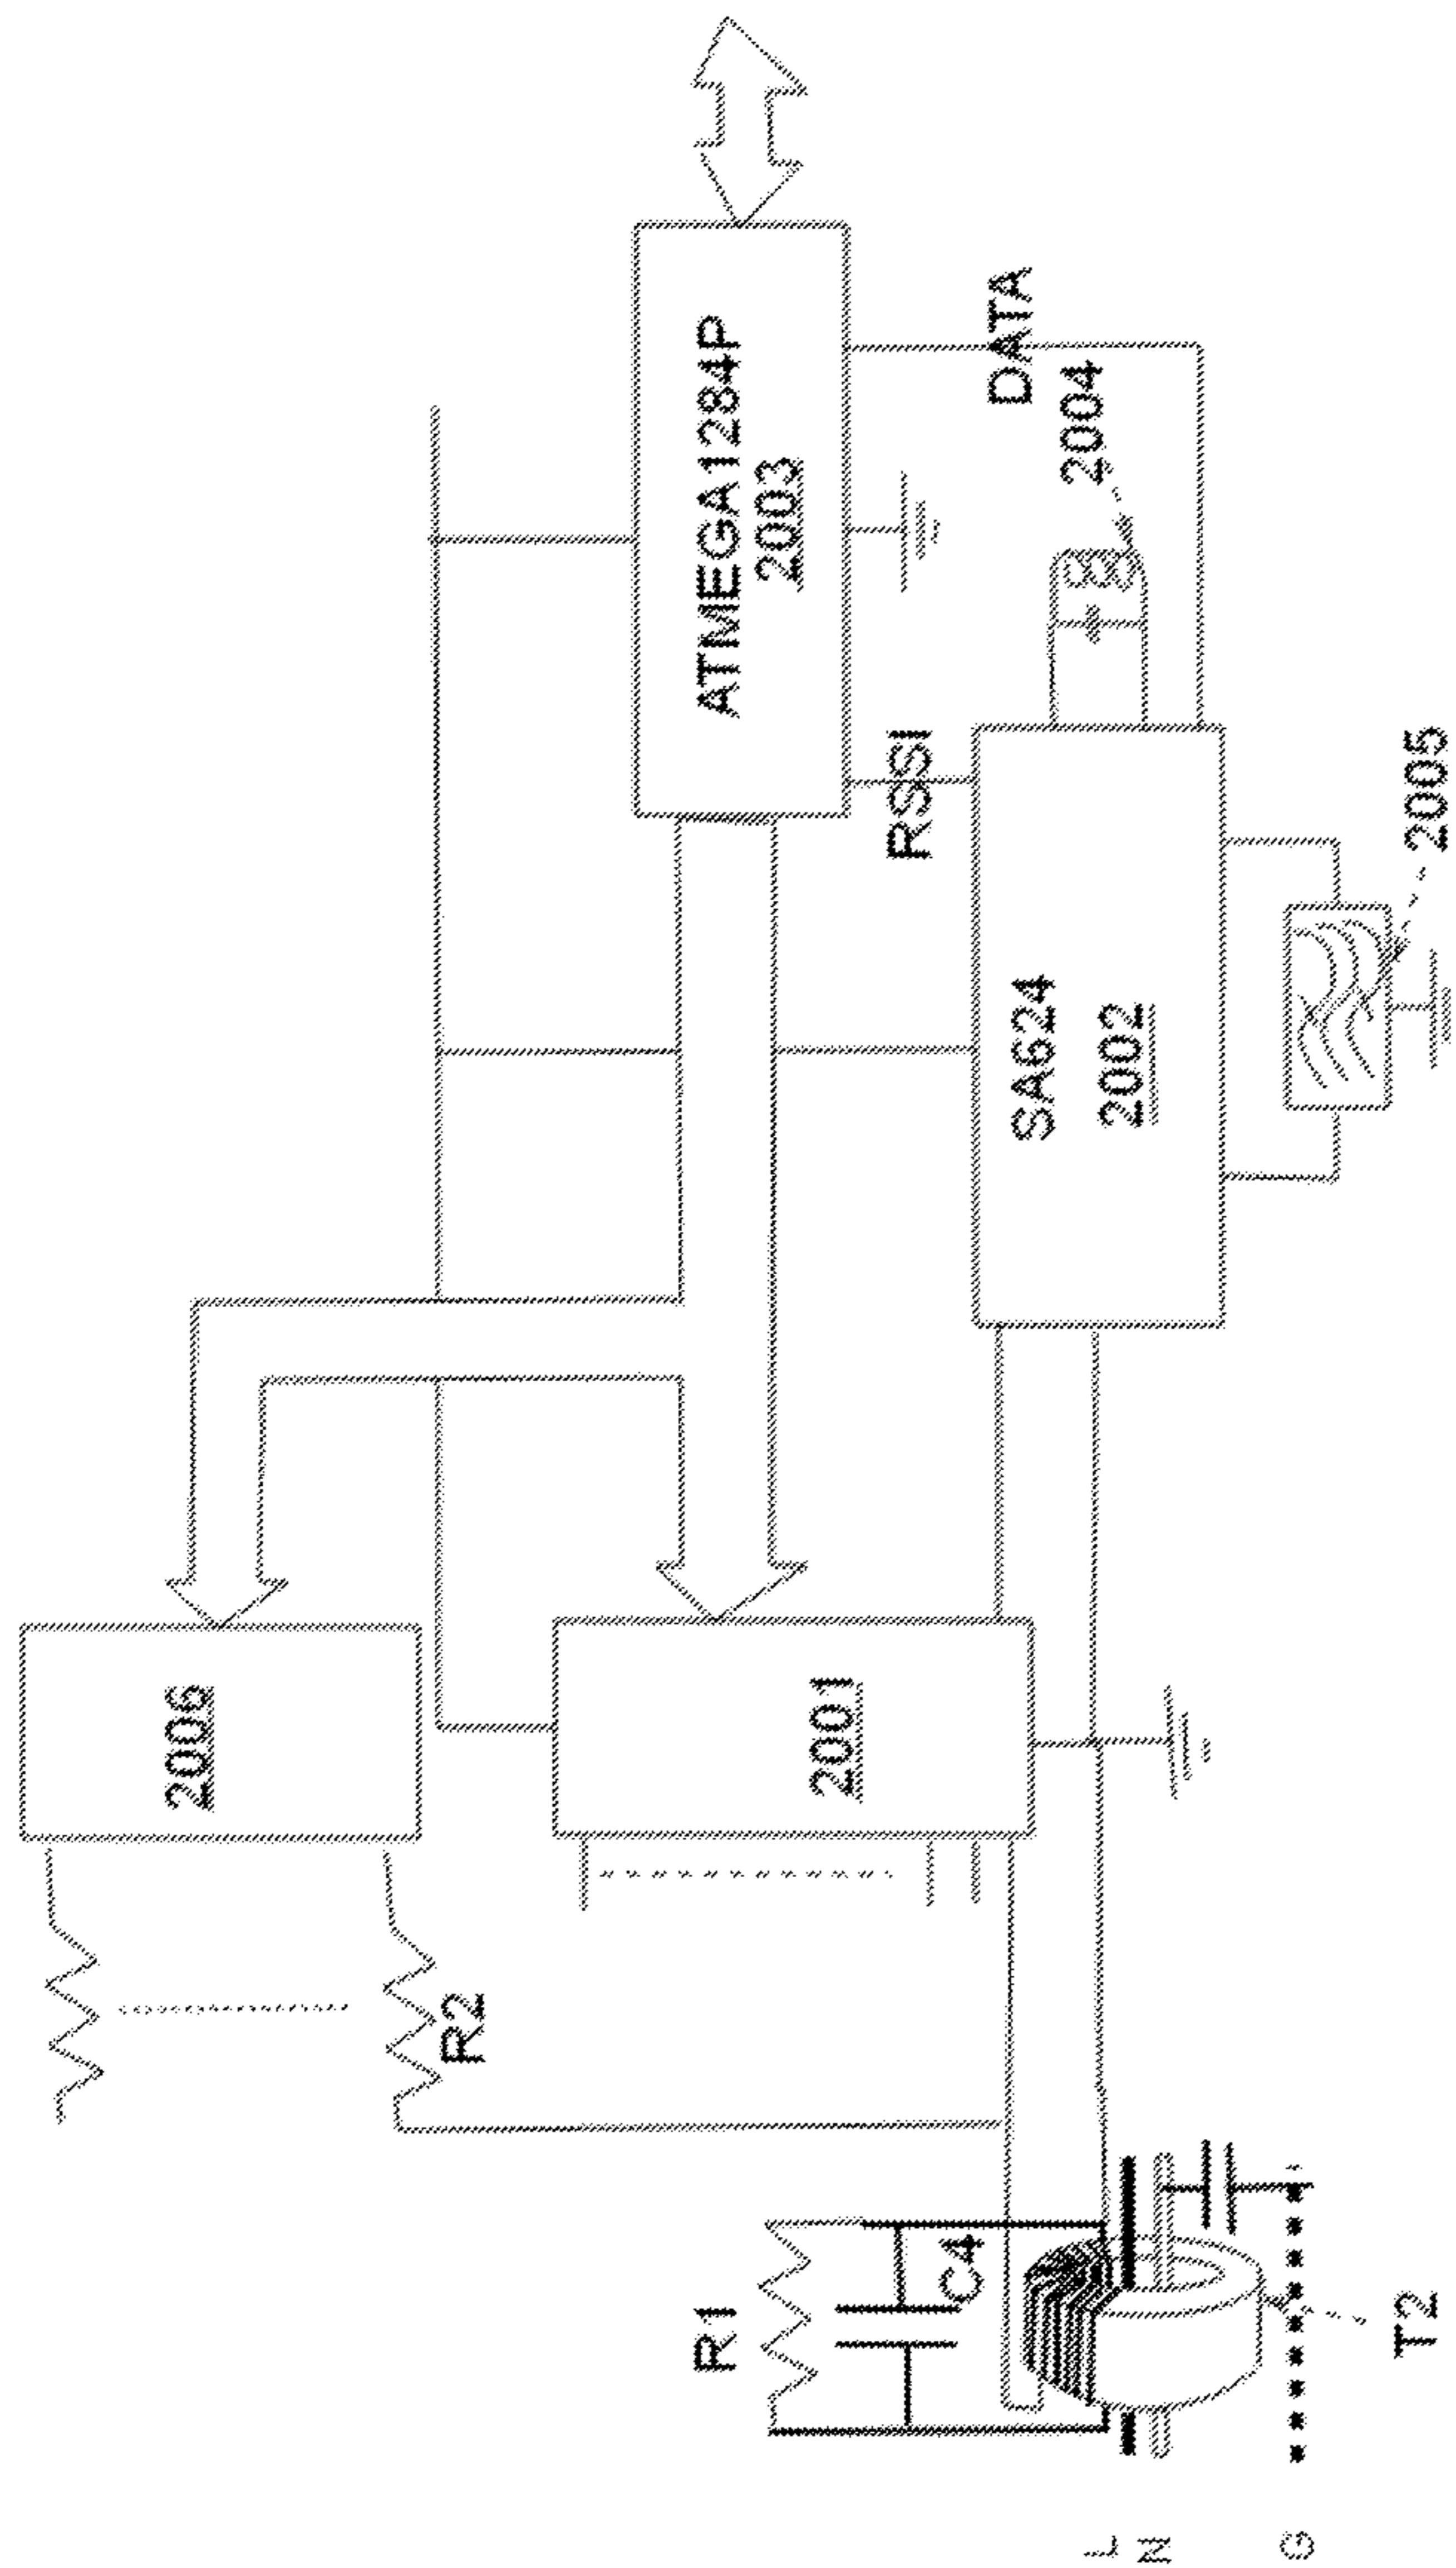 2006
R2
R1
C4
2001
ATMEGA1284P
2003
RSSI
DATA
2004
SA624
2002
2005
L
N
G
T2